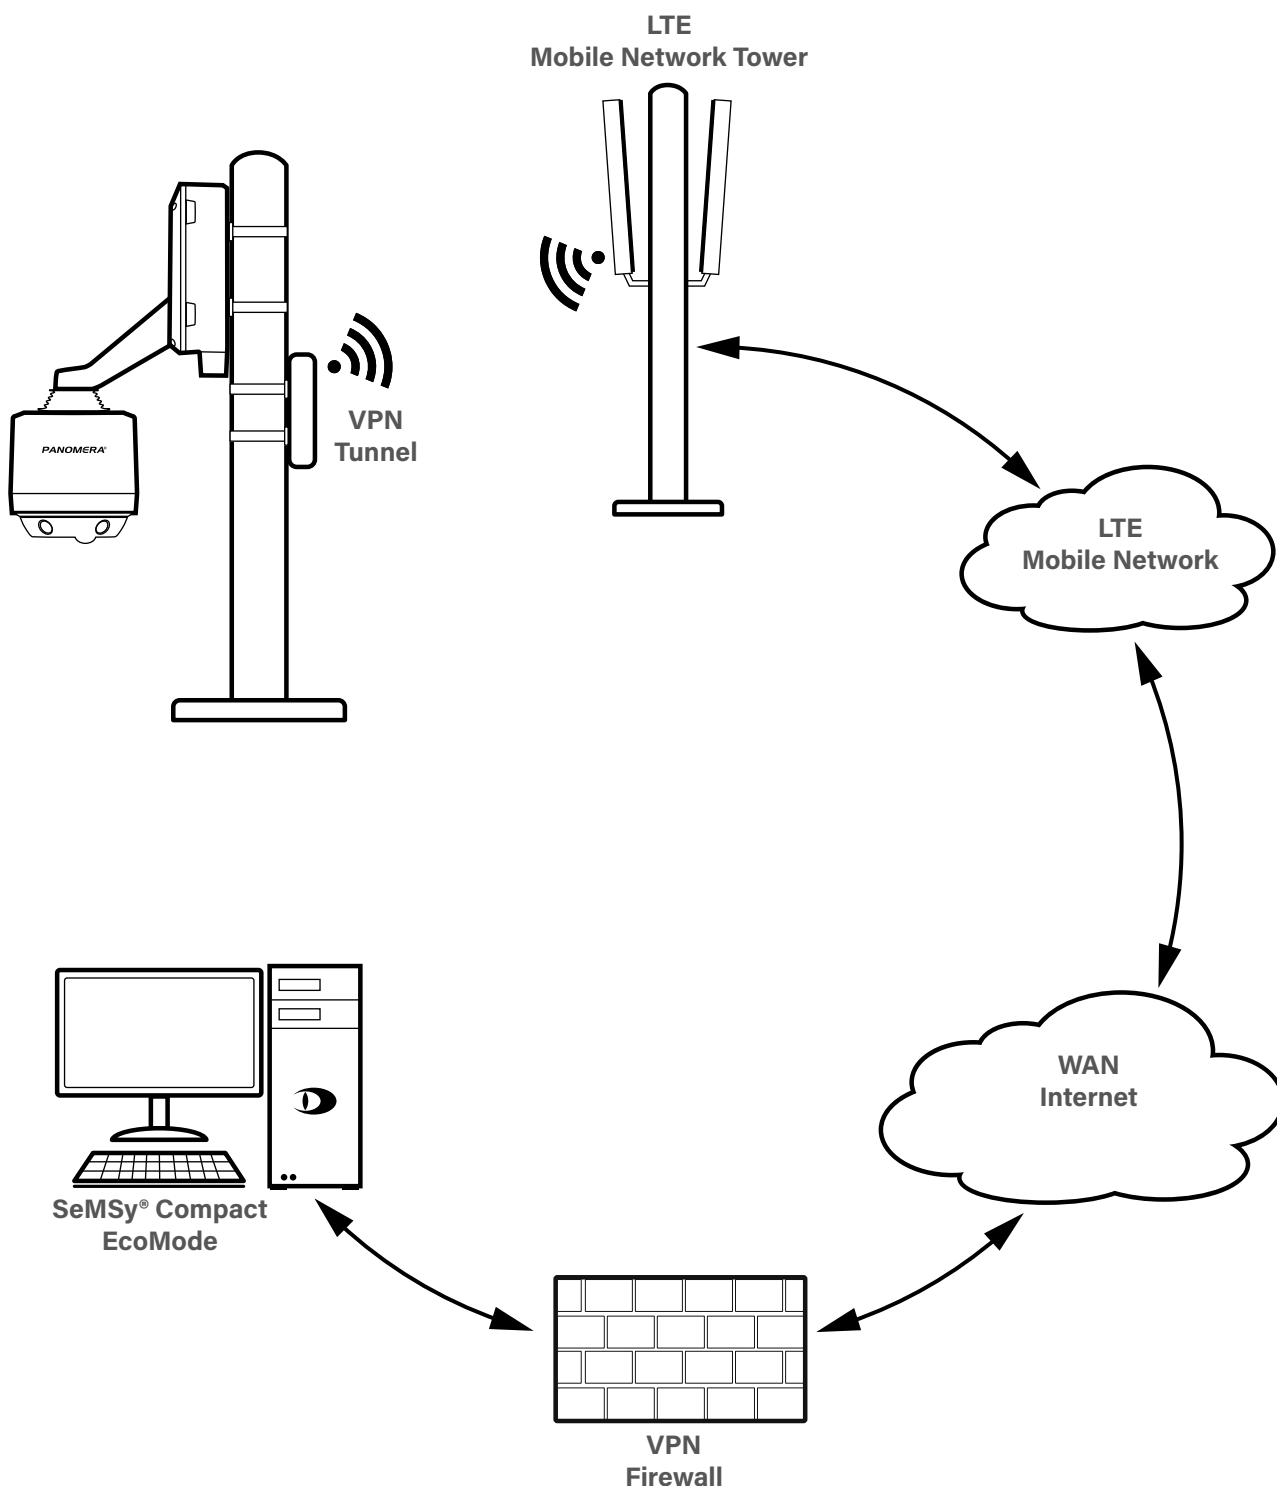 LTE
Mobile Network Tower
PANOMERA®
VPN
Tunnel
LTE
Mobile Network
WAN
Internet
SeMSy® Compact
EcoMode
VPN
Firewall